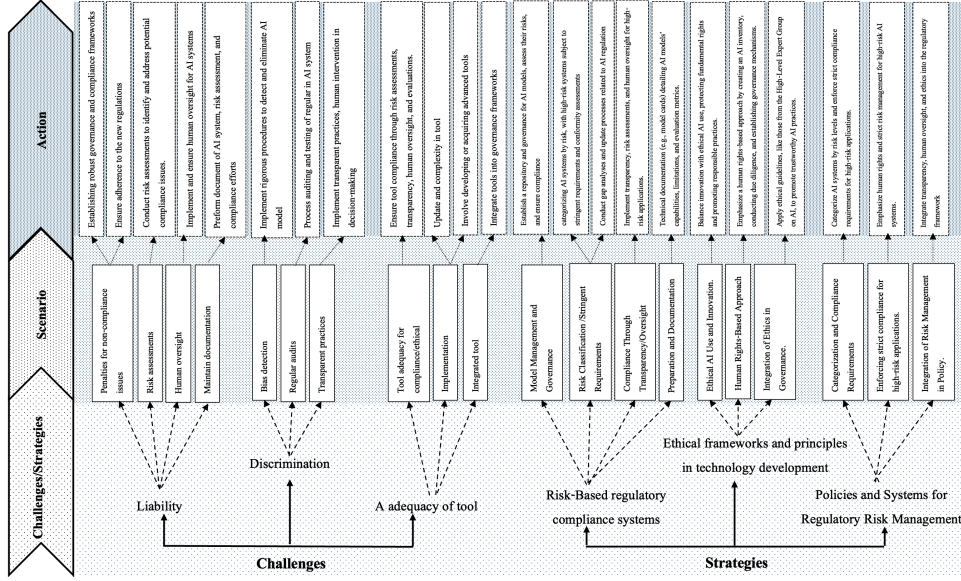 Action
Establishing robust governance and compliance frameworks
Ensure adherence to the new regulations
Conduct risk assessments to identify and address potential
compliance issues.
Implement and ensure human oversight for AI systems
Perform document of AI system, risk assessment, and
compliance efforts
Implement rigorous procedures to detect and eliminate AI
model
Process auditing and testing of regular in AI system
Implement transparent practices, human intervention in
decision-making
Ensure tool compliance through risk assessments,
transparency, human oversight, and evaluations.
Update and complexity in tool
Involve developing or acquiring advanced tools
Integrate tools into governance frameworks
Establish a repository and governance for AI models, assess their risks,
and ensure compliance
categorizing AI systems by risk, with high-risk systems subject to
stringent requirements and conformity assessments
Conduct gap analyses and update processes related to AI regulation
Implement transparency, risk assessments, and human oversight for high-
risk applications.
Technical documentation (e.g., model cards) detailing AI models'
capabilities, limitations, and evaluation metrics.
Balance innovation with ethical AI use, protecting fundamental rights
and promoting responsible practices.
Emphasize a human rights-based approach by creating an AI inventory,
conducting due diligence, and establishing governance mechanisms.
Apply ethical guidelines, like those from the High-Level Expert Group
on AI, to promote trustworthy AI practices.
Categorize AI systems by risk levels and enforce strict compliance
requirements for high-risk applications.
Emphasize human rights and strict risk management for high-risk AI
systems.
Integrate transparency, human oversight, and ethics into the regulatory
framework
Scenario
Penalties for non-compliance
issues
Risk assessments
Human oversight
Maintain documentation
Bias detection
Regular audits
Transparent practices
Tool adequacy for
compliance/ethical
Implementation
Integrated tool
Model Management and
Governance
Risk Classification /Stringent
Requirements
Compliance Through
Transparency/Oversight
Preparation and Documentation
Ethical AI Use and Innovation.
Human Rights-Based Approach
Integration of Ethics in
Governance.
Categorization and Compliance
Requirements
Enforcing strict compliance for
high-risk applications.
Integration of Risk Management
in Policy.
Challenges/Strategies
Liability
Discrimination
A adequacy of tool
Risk-Based regulatory
compliance systems
Ethical frameworks and principles
in technology development
Policies and Systems for
Regulatory Risk Management
Challenges
Strategies